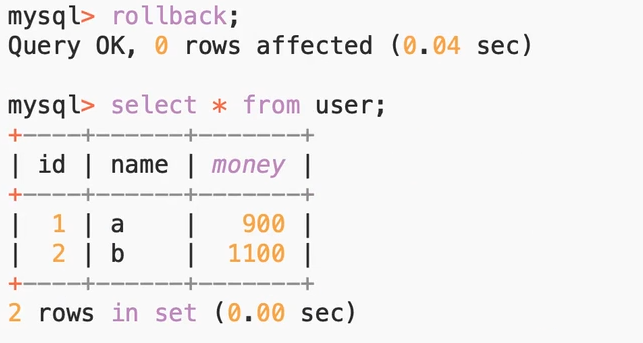 mysql> rollback;
Query OK, 0 rows affected (0.04 sec)
mysql> select * from user;
+----+------+-------+
| id | name | money |
+----+------+-------+
|  1 | a    |   900 |
|  2 | b    |  1100 |
+----+------+-------+
2 rows in set (0.00 sec)